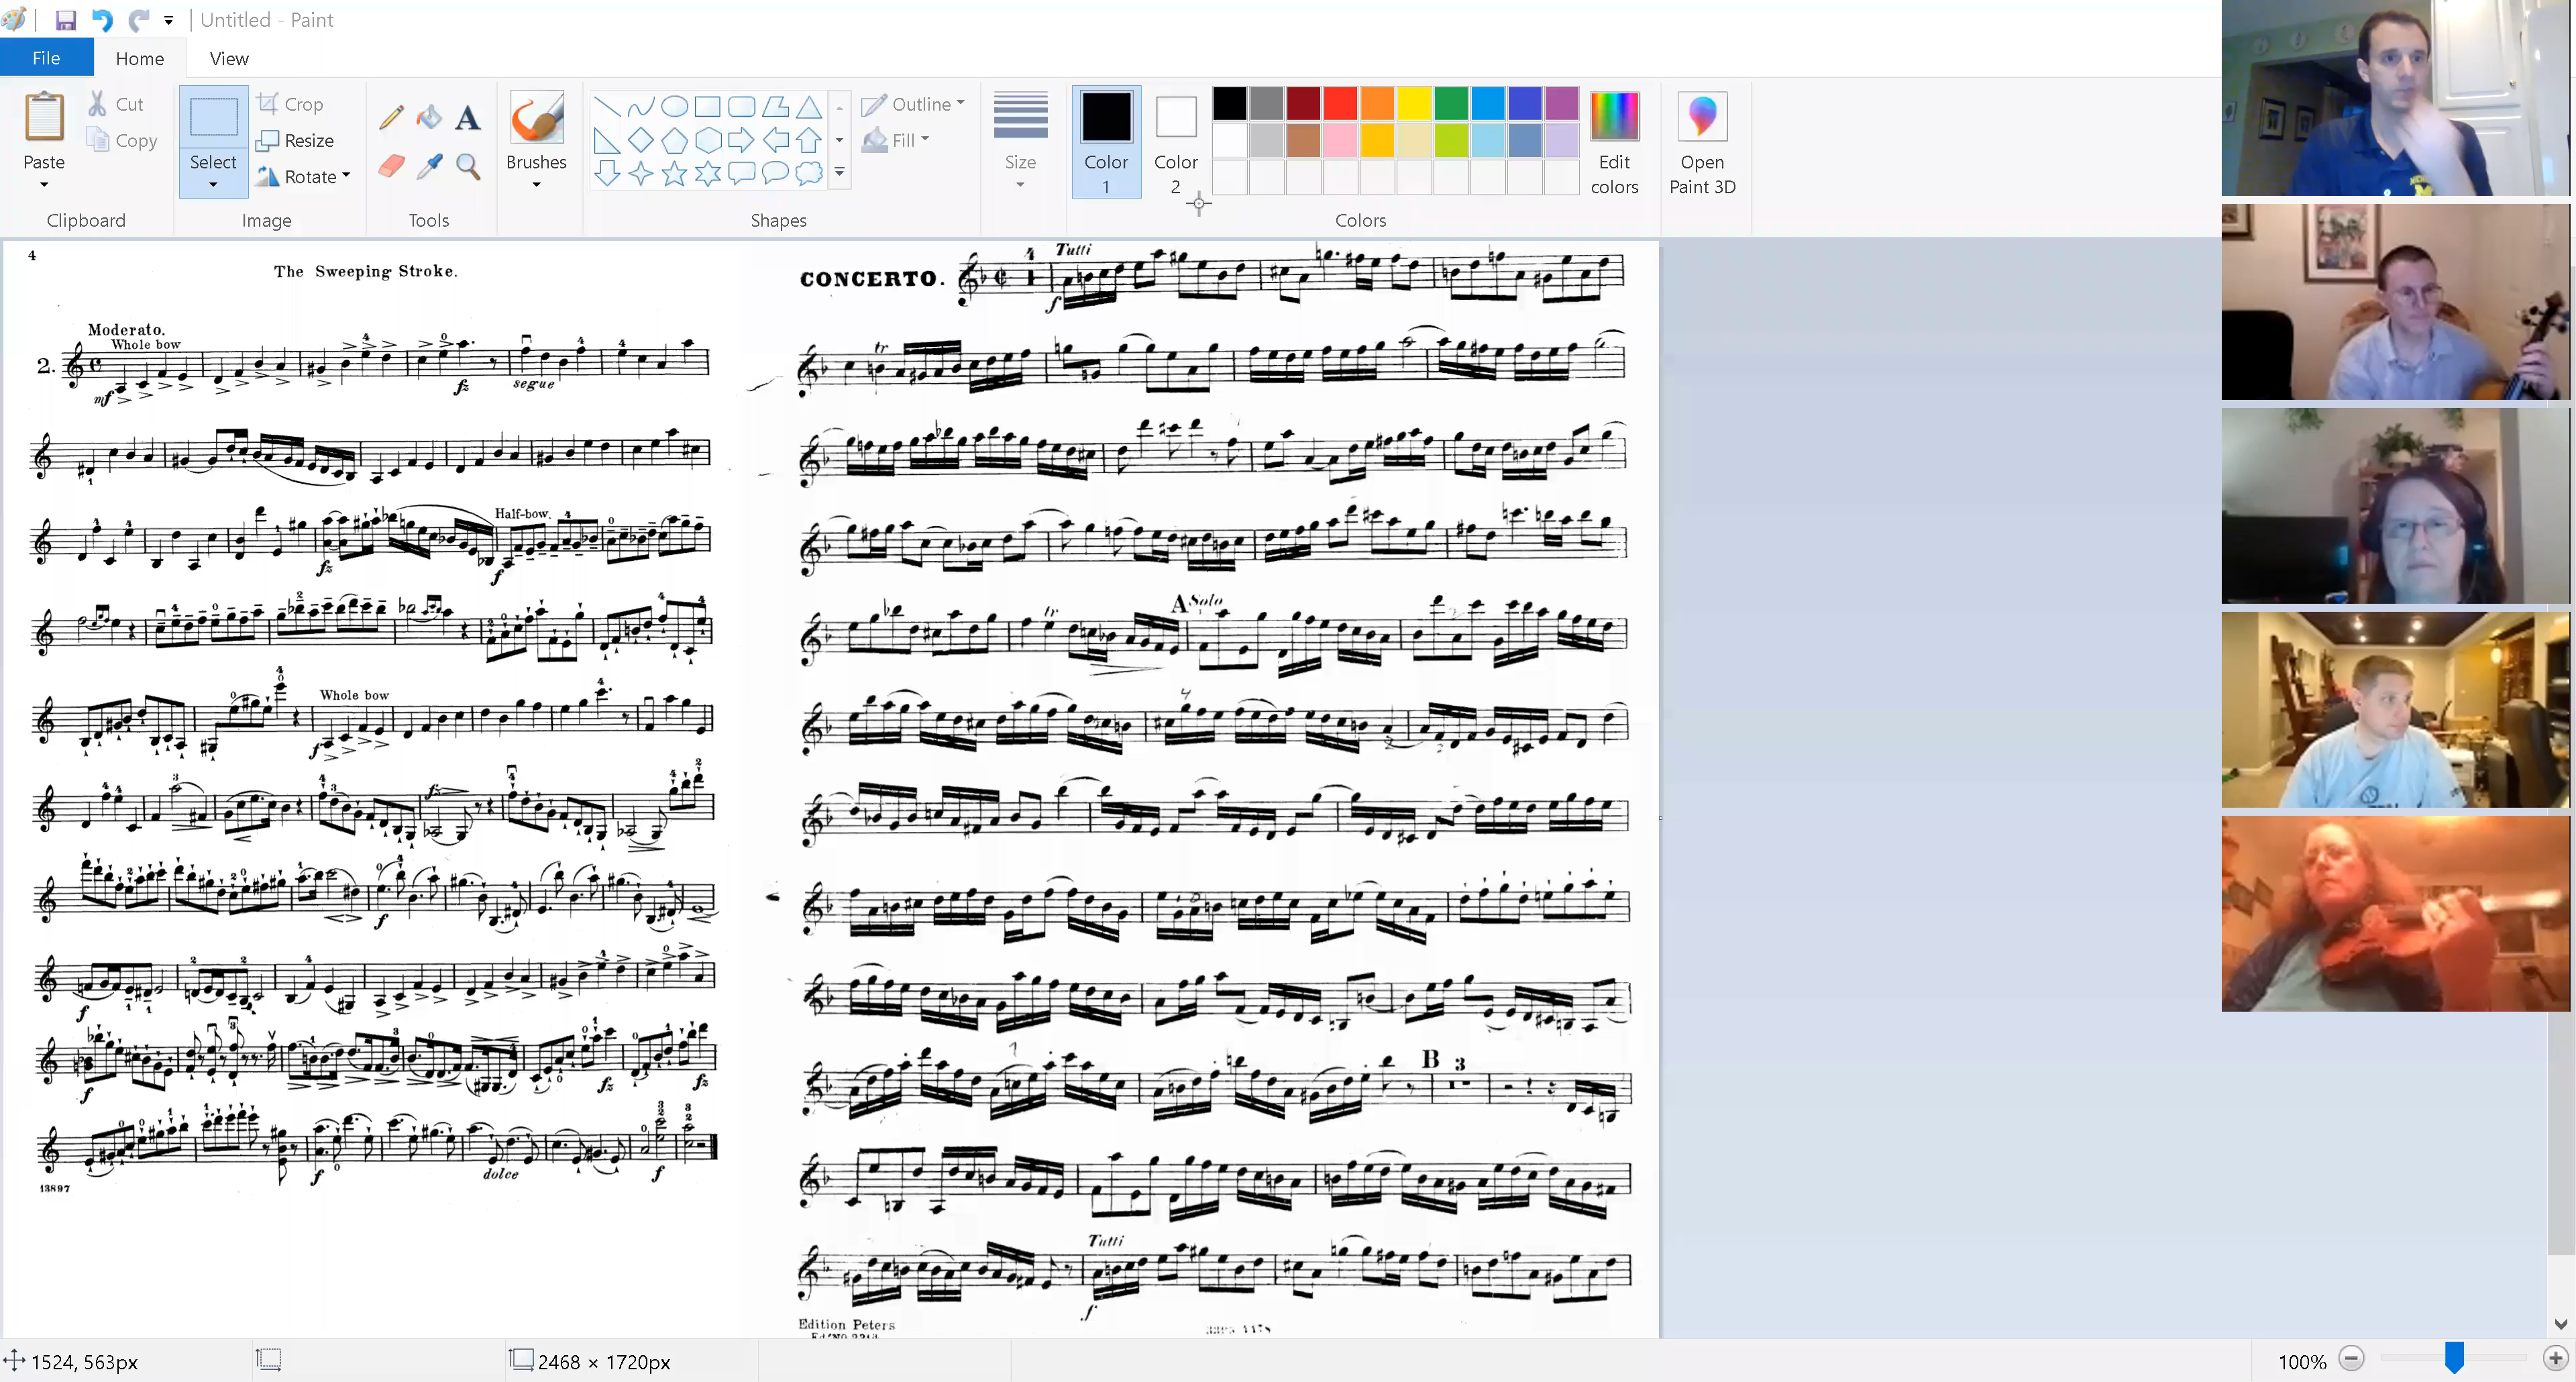 Untitled - Paint
File Home View
Paste
Cut
Copy
Clipboard
Select
Crop
Resize
Rotate
Image
Tools
Brushes
Shapes
Outline
Fill
Size
Color
1
Color
2
Colors
Edit
colors
Open
Paint 3D
4
The Sweeping Stroke.
Moderato.
Whole bow
2.
mf
fz
segue
Half-bow.
fz
f
Whole bow
f
fz
f
f
f
fz
fz
f
dolce
f
13897
CONCERTO.
4
Tutti
f
tr
tr
A Solo
B 3
Tutti
f
Edition Peters
1524, 563px
2468 × 1720px
100%